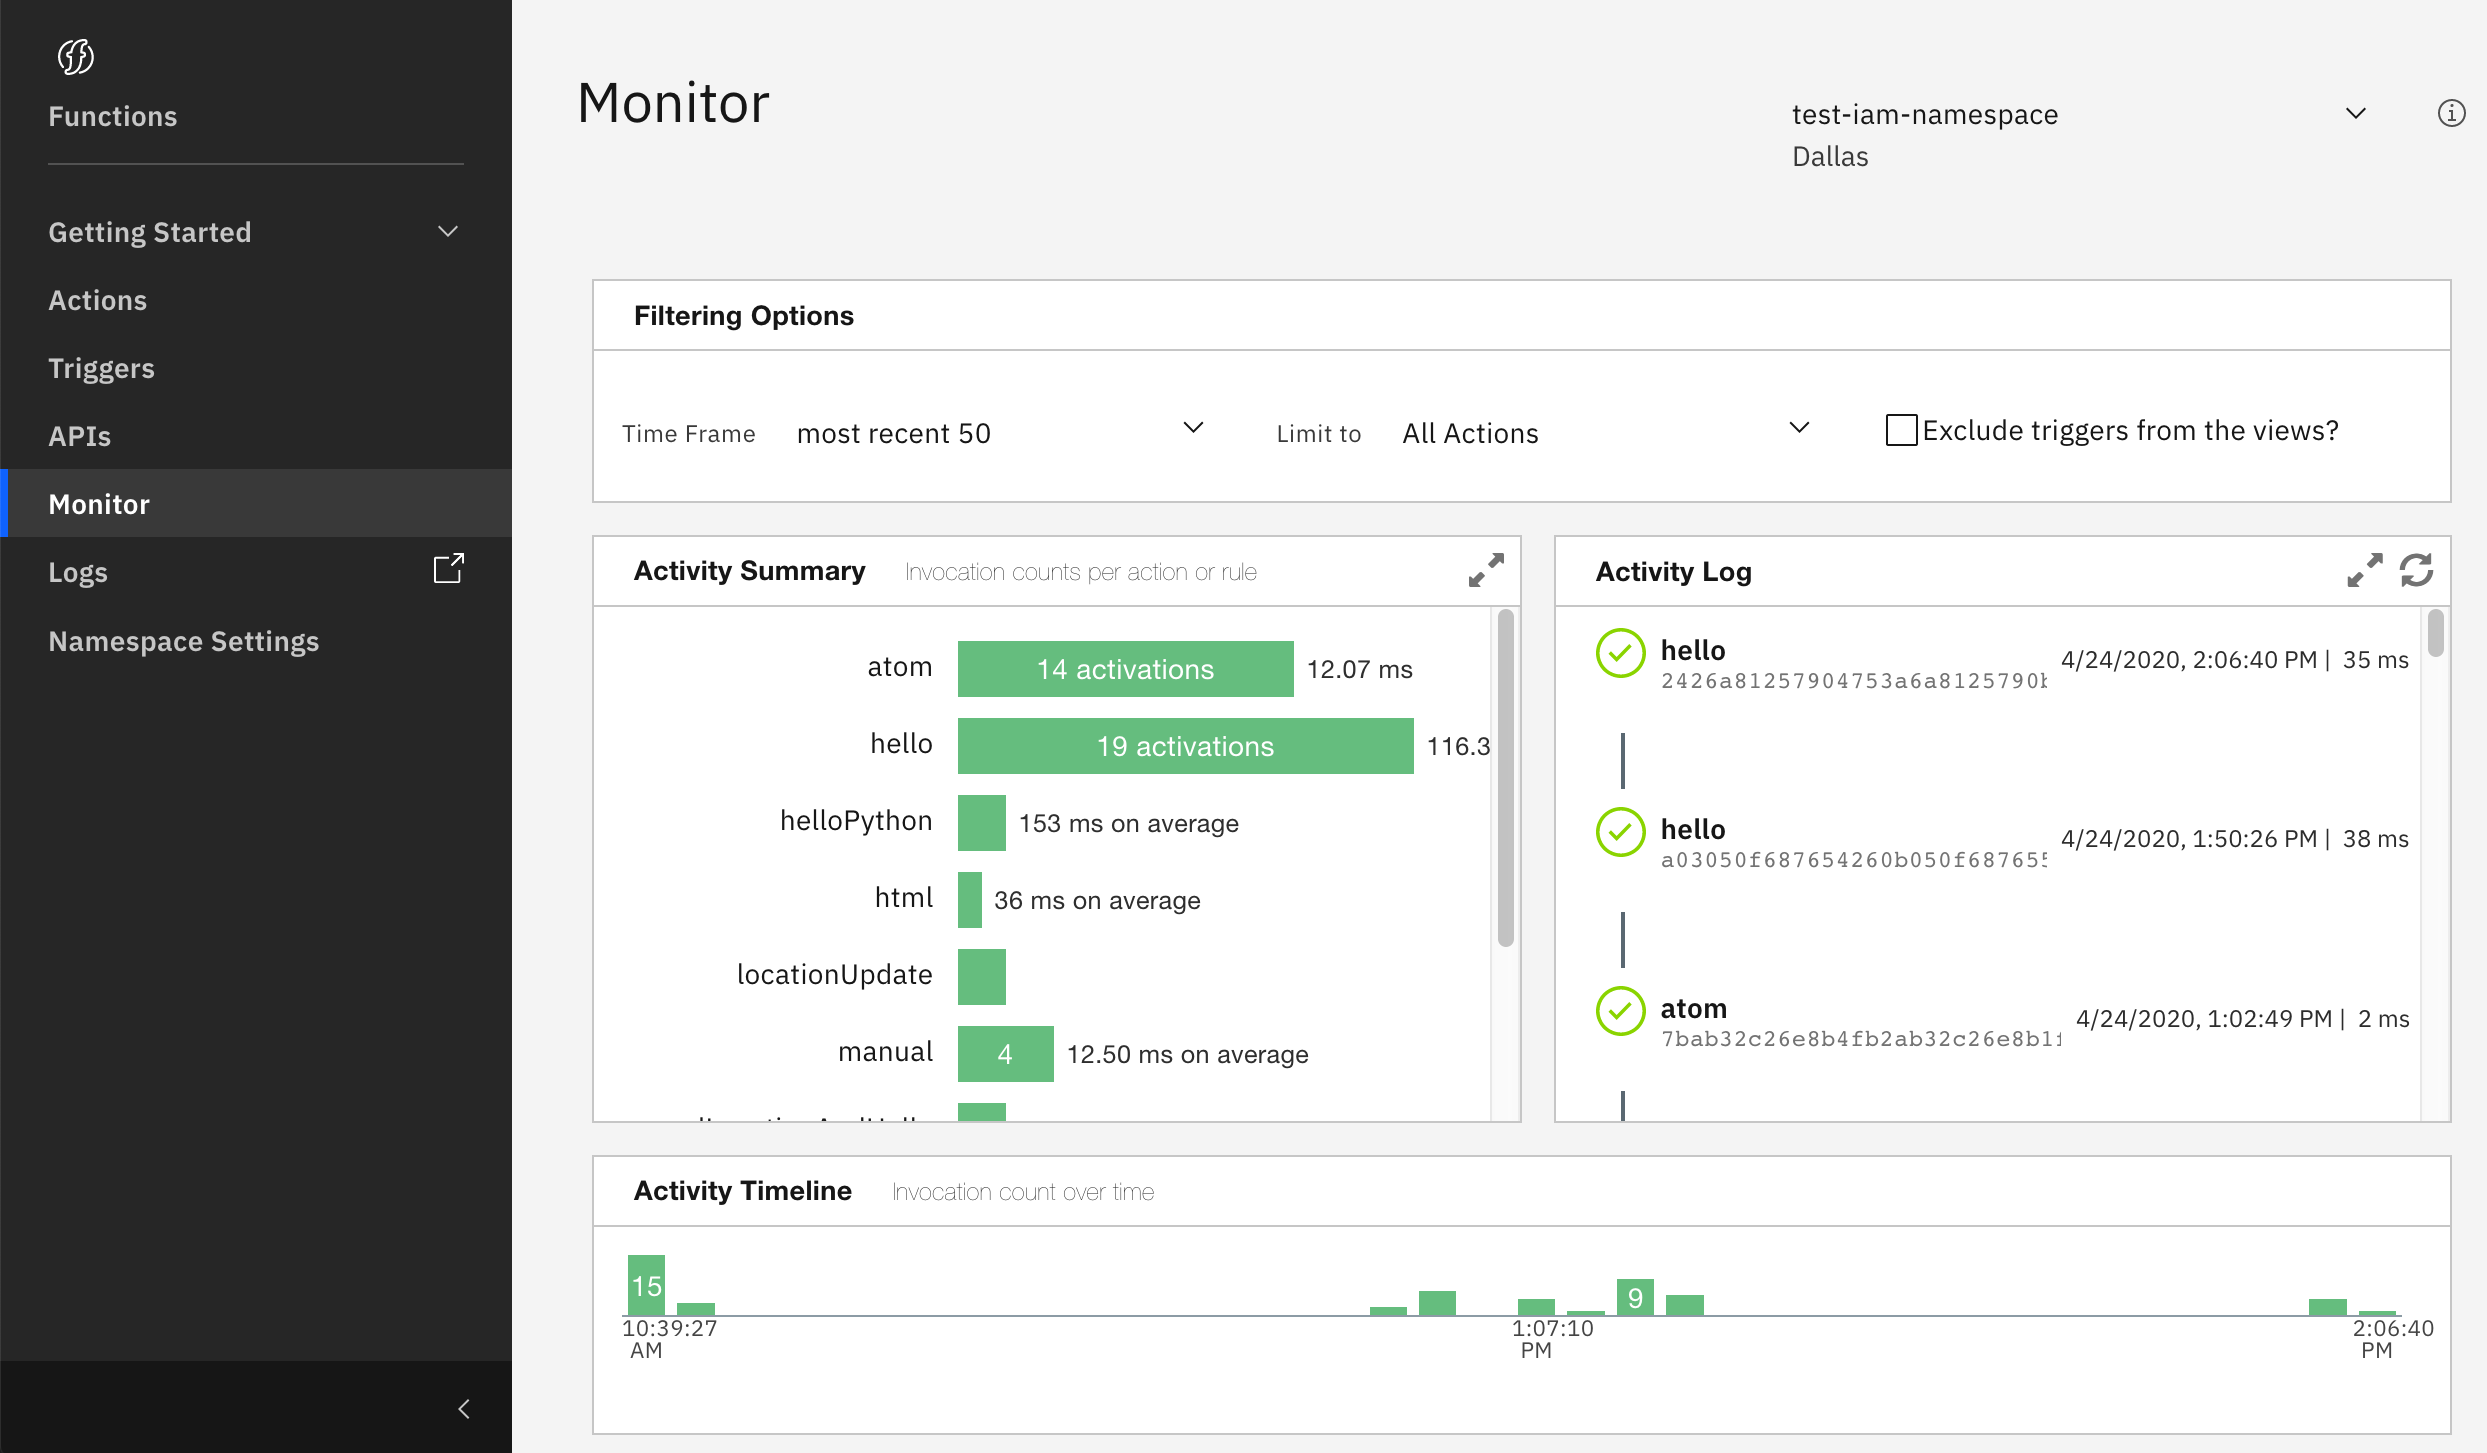 Functions
Getting Started
Actions
Triggers
APIs
Monitor
Logs
Namespace Settings
Monitor
test-iam-namespace
Dallas
Filtering Options
Time Frame most recent 50 Limit to All Actions Exclude triggers from the views?
Activity Summary Invocation counts per action or rule
atom 14 activations 12.07 ms
hello 19 activations 116.3
helloPython 153 ms on average
html 36 ms on average
locationUpdate
manual 4 12.50 ms on average
Activity Log
hello
4/24/2020, 2:06:40 PM | 35 ms
2426a81257904753a6a8125790b
hello
4/24/2020, 1:50:26 PM | 38 ms
a03050f687654260b050f687655
atom
4/24/2020, 1:02:49 PM | 2 ms
7bab32c26e8b4fb2ab32c26e8b1f
Activity Timeline Invocation count over time
15
9
10:39:27 AM
1:07:10 PM
2:06:40 PM